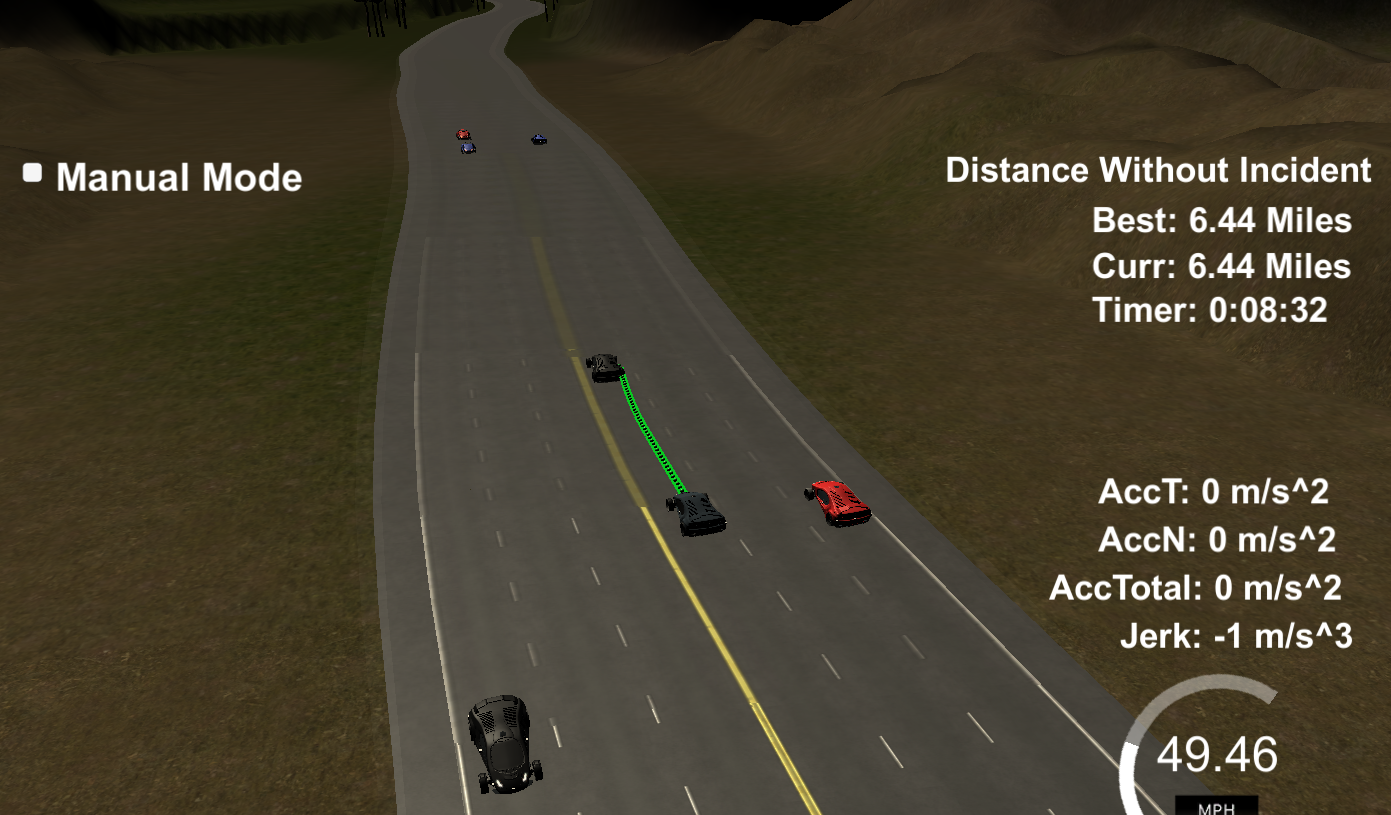 Manual Mode
Distance Without Incident
Best: 6.44 Miles
Curr: 6.44 Miles
Timer: 0:08:32
AccT: 0 m/s^2
AccN: 0 m/s^2
AccTotal: 0 m/s^2
Jerk: -1 m/s^3
49.46
MPH